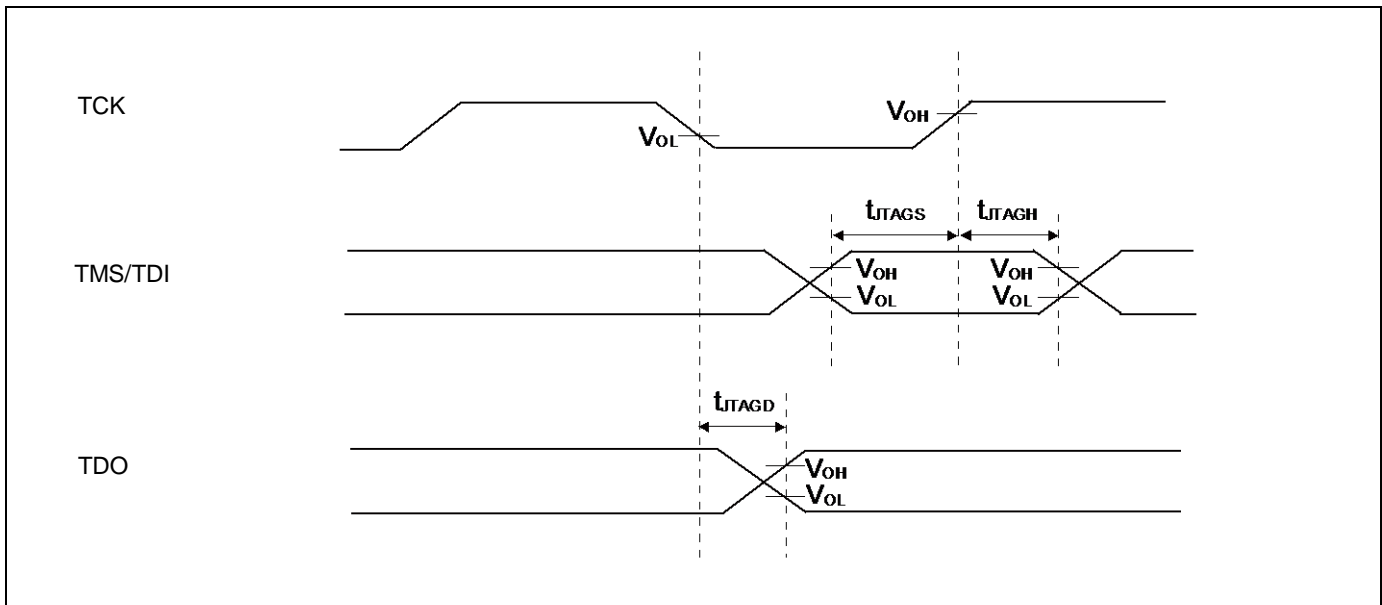 TCK
VOL
VOH
tJTAGS
tJTAGH
TMS/TDI
VOH
VOH
VOL
VOL
tJTAGD
TDO
VOH
VOL